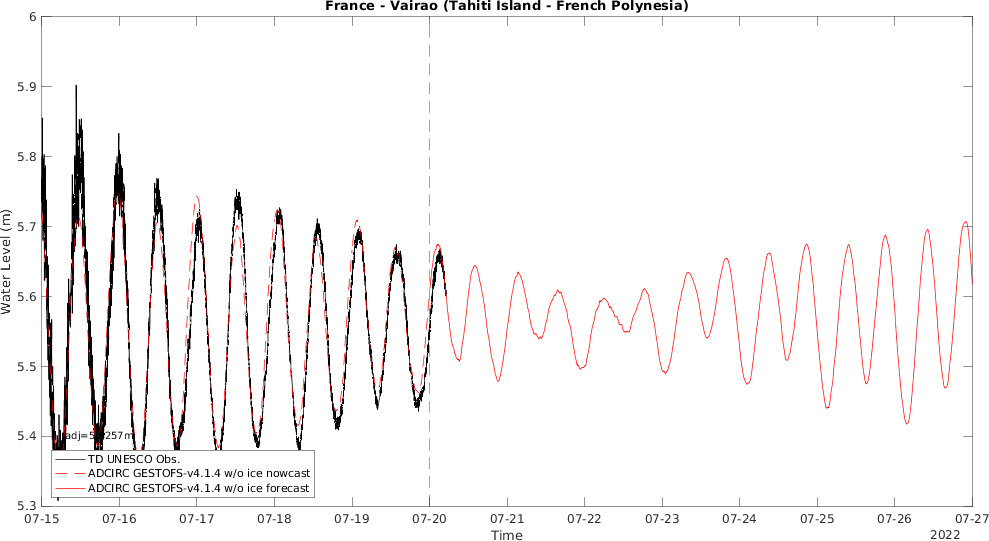 France - Vairao (Tahiti Island - French Polynesia)
Water Level (m)
6
5.9
5.8
5.7
5.6
5.5
5.4
5.3
TD UNESCO Obs.
ADCIRC GESTOFS-v4.1.4 w/o ice nowcast
ADCIRC GESTOFS-v4.1.4 w/o ice forecast
07-15 07-16 07-17 07-18 07-19 07-20 07-21 07-22 07-23 07-24 07-25 07-26 07-27
Time
2022